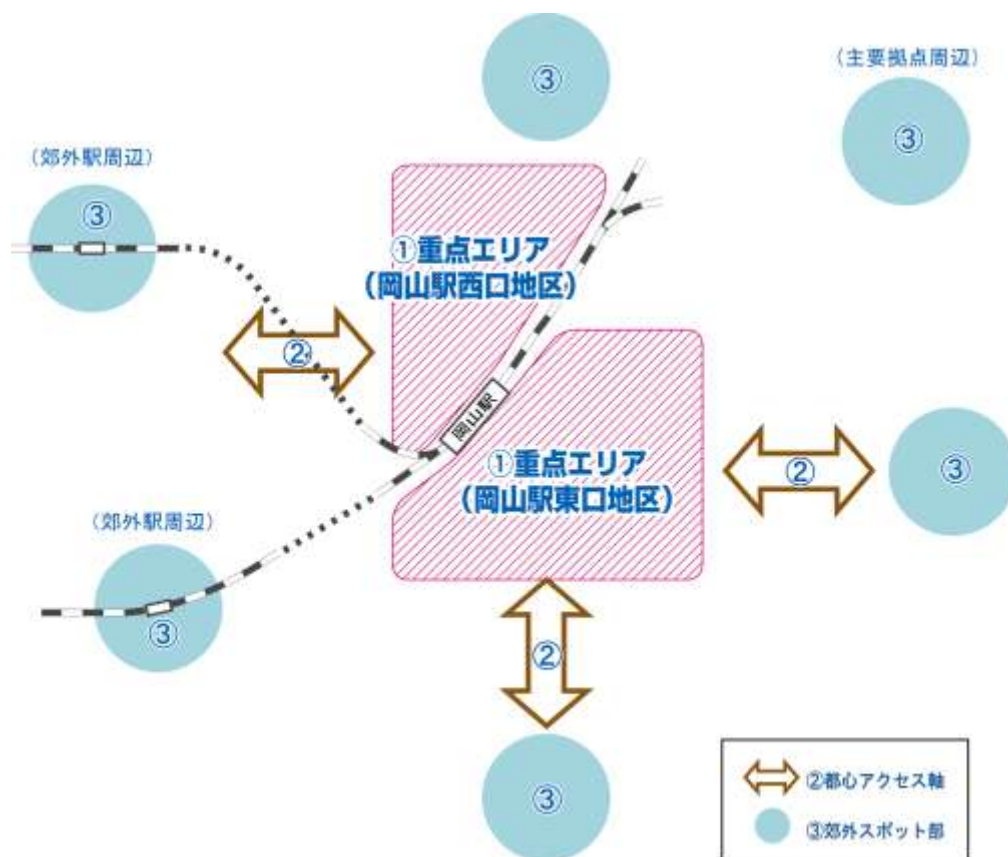 ③
(主要拠点周辺)
③
(郊外駅周辺)
③
①重点エリア
(岡山駅西口地区)
②
岡山駅
①重点エリア
(岡山駅東口地区)
②
③
(郊外駅周辺)
③
②
③
②都心アクセス軸
③郊外スポット部